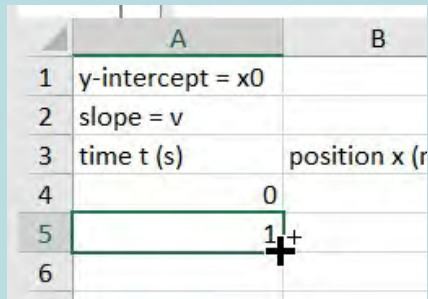 A B
1 y-intercept = x0
2 slope = v
3 time t (s) position x (
4 0
5 1
6